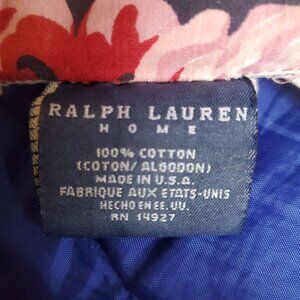 RALPH LAUREN
HOME
100% COTTON
(COTON/ALGODON)
MADE IN U.S.A.
FABRIQUE AUX ETATS-UNIS
HECHO EN EE. UU.
RN 14927